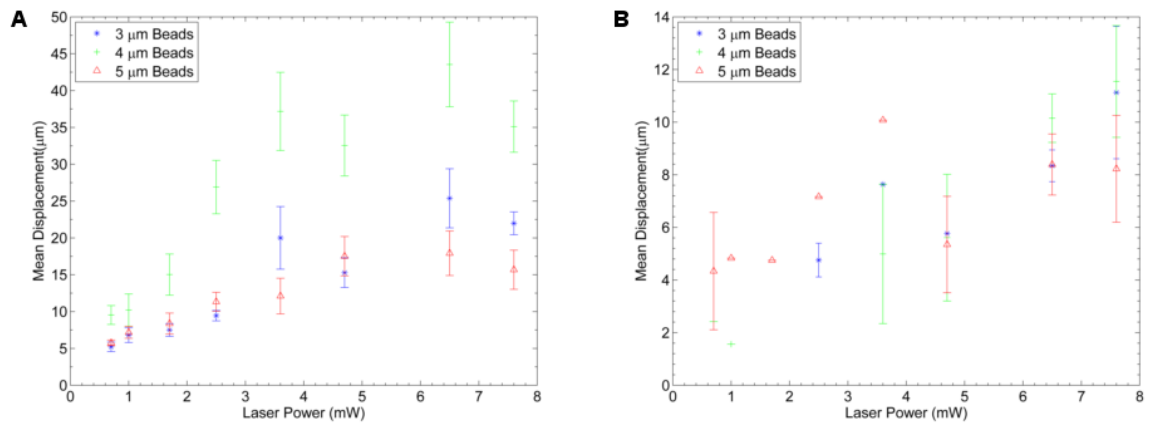 A
50
45
40
35
30
25
20
15
10
5
0
Mean Displacement(μm)
3 μm Beads
4 μm Beads
5 μm Beads
0 1 2 3 4 5 6 7 8
Laser Power (mW)
B
14
12
10
8
6
4
2
0
Mean Displacement(μm)
3 μm Beads
4 μm Beads
5 μm Beads
0 1 2 3 4 5 6 7 8
Laser Power (mW)